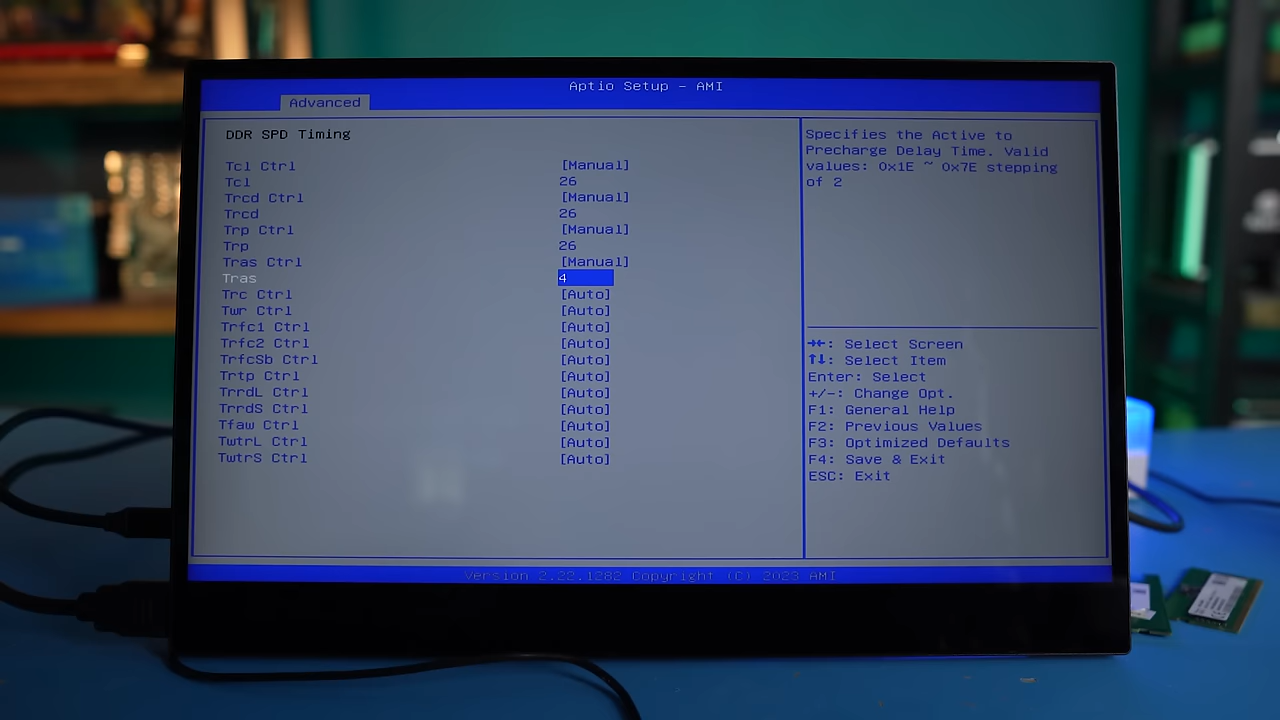 Aptio Setup – AMI
Advanced
DDR SPD Timing
Tcl Ctrl [Manual]
Tcl 26
Trcd Ctrl [Manual]
Trcd 26
Trp Ctrl [Manual]
Trp 26
Tras Ctrl [Manual]
Tras 4
Trc Ctrl [Auto]
Twr Ctrl [Auto]
Trfc1 Ctrl [Auto]
Trfc2 Ctrl [Auto]
TrfcSb Ctrl [Auto]
Trtp Ctrl [Auto]
TrrdL Ctrl [Auto]
TrrdS Ctrl [Auto]
Tfaw Ctrl [Auto]
TwtrL Ctrl [Auto]
TwtrS Ctrl [Auto]
Specifies the Active to
Precharge Delay Time. Valid
values: 0x1E ~ 0x7E stepping
of 2
→←: Select Screen
↑↓: Select Item
Enter: Select
+/-: Change Opt.
F1: General Help
F2: Previous Values
F3: Optimized Defaults
F4: Save & Exit
ESC: Exit
Version 2.22.1282 Copyright (C) 2023 AMI